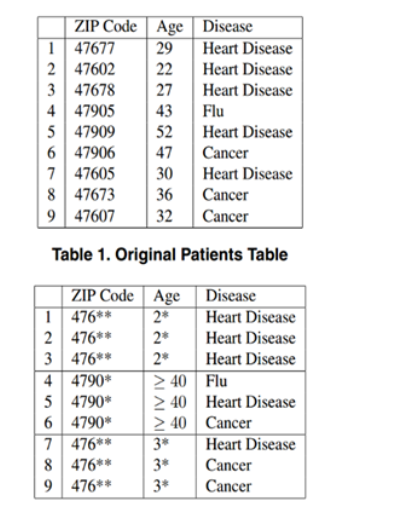 ZIP Code Age Disease
1 47677 29 Heart Disease
2 47602 22 Heart Disease
3 47678 27 Heart Disease
4 47905 43 Flu
5 47909 52 Heart Disease
6 47906 47 Cancer
7 47605 30 Heart Disease
8 47673 36 Cancer
9 47607 32 Cancer
Table 1. Original Patients Table
ZIP Code Age Disease
1 476** 2* Heart Disease
2 476** 2* Heart Disease
3 476** 2* Heart Disease
4 4790* ≥ 40 Flu
5 4790* ≥ 40 Heart Disease
6 4790* ≥ 40 Cancer
7 476** 3* Heart Disease
8 476** 3* Cancer
9 476** 3* Cancer